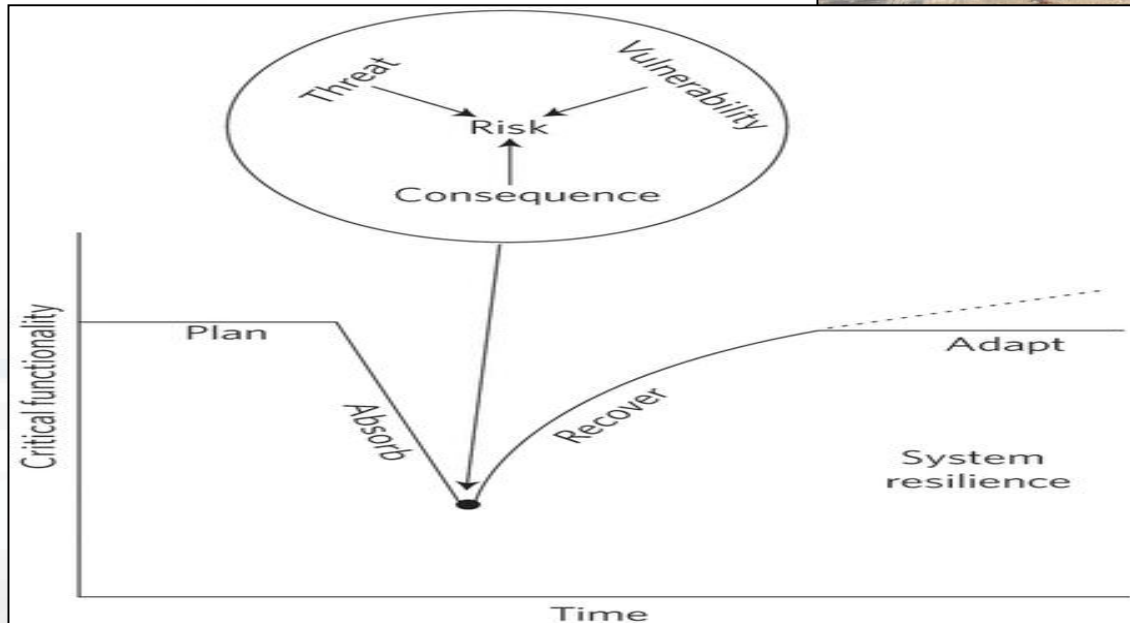 Threat
Vulnerability
Risk
Consequence
Critical functionality
Plan
Absorb
Recover
Adapt
System
resilience
Time